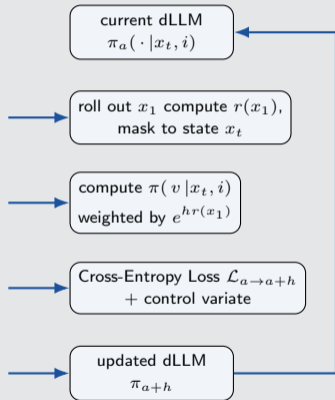 current dLLM
π_a( · |x_t, i)
roll out x_1 compute r(x_1),
mask to state x_t
compute π( v |x_t, i)
weighted by e^{hr(x_1)}
Cross-Entropy Loss ℒ_{a→a+h}
+ control variate
updated dLLM
π_{a+h}